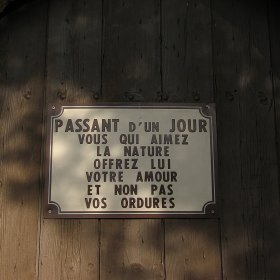 PASSANT D'UN JOUR
VOUS QUI AIMEZ
LA NATURE
OFFREZ LUI
VOTRE AMOUR
ET NON PAS
VOS ORDURES